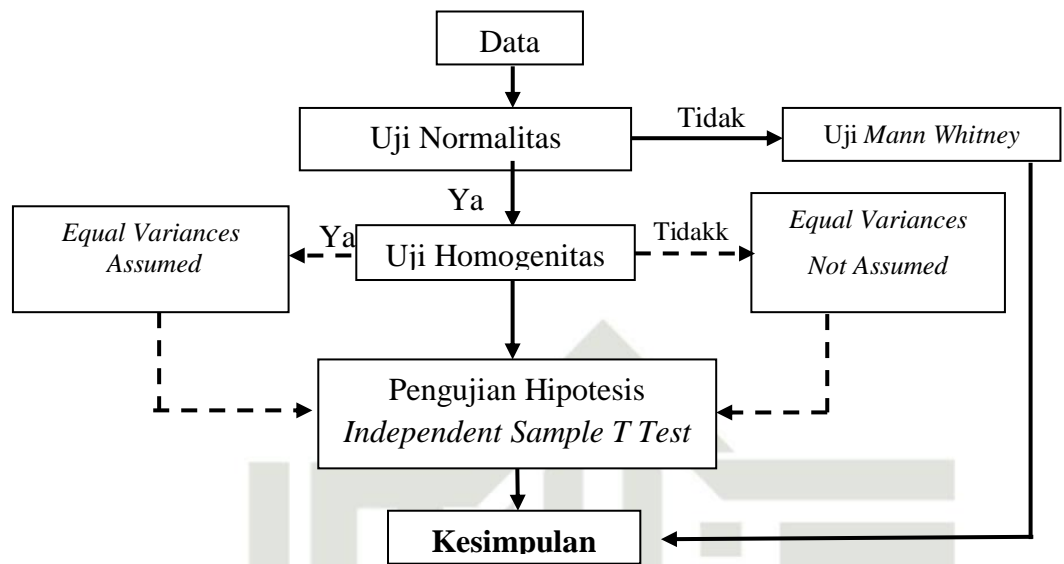 Data
Uji Normalitas
Tidak
Uji Mann Whitney
Ya
Equal Variances
Assumed
Ya
Uji Homogenitas
Tidakk
Equal Variances
Not Assumed
Pengujian Hipotesis
Independent Sample T Test
Kesimpulan